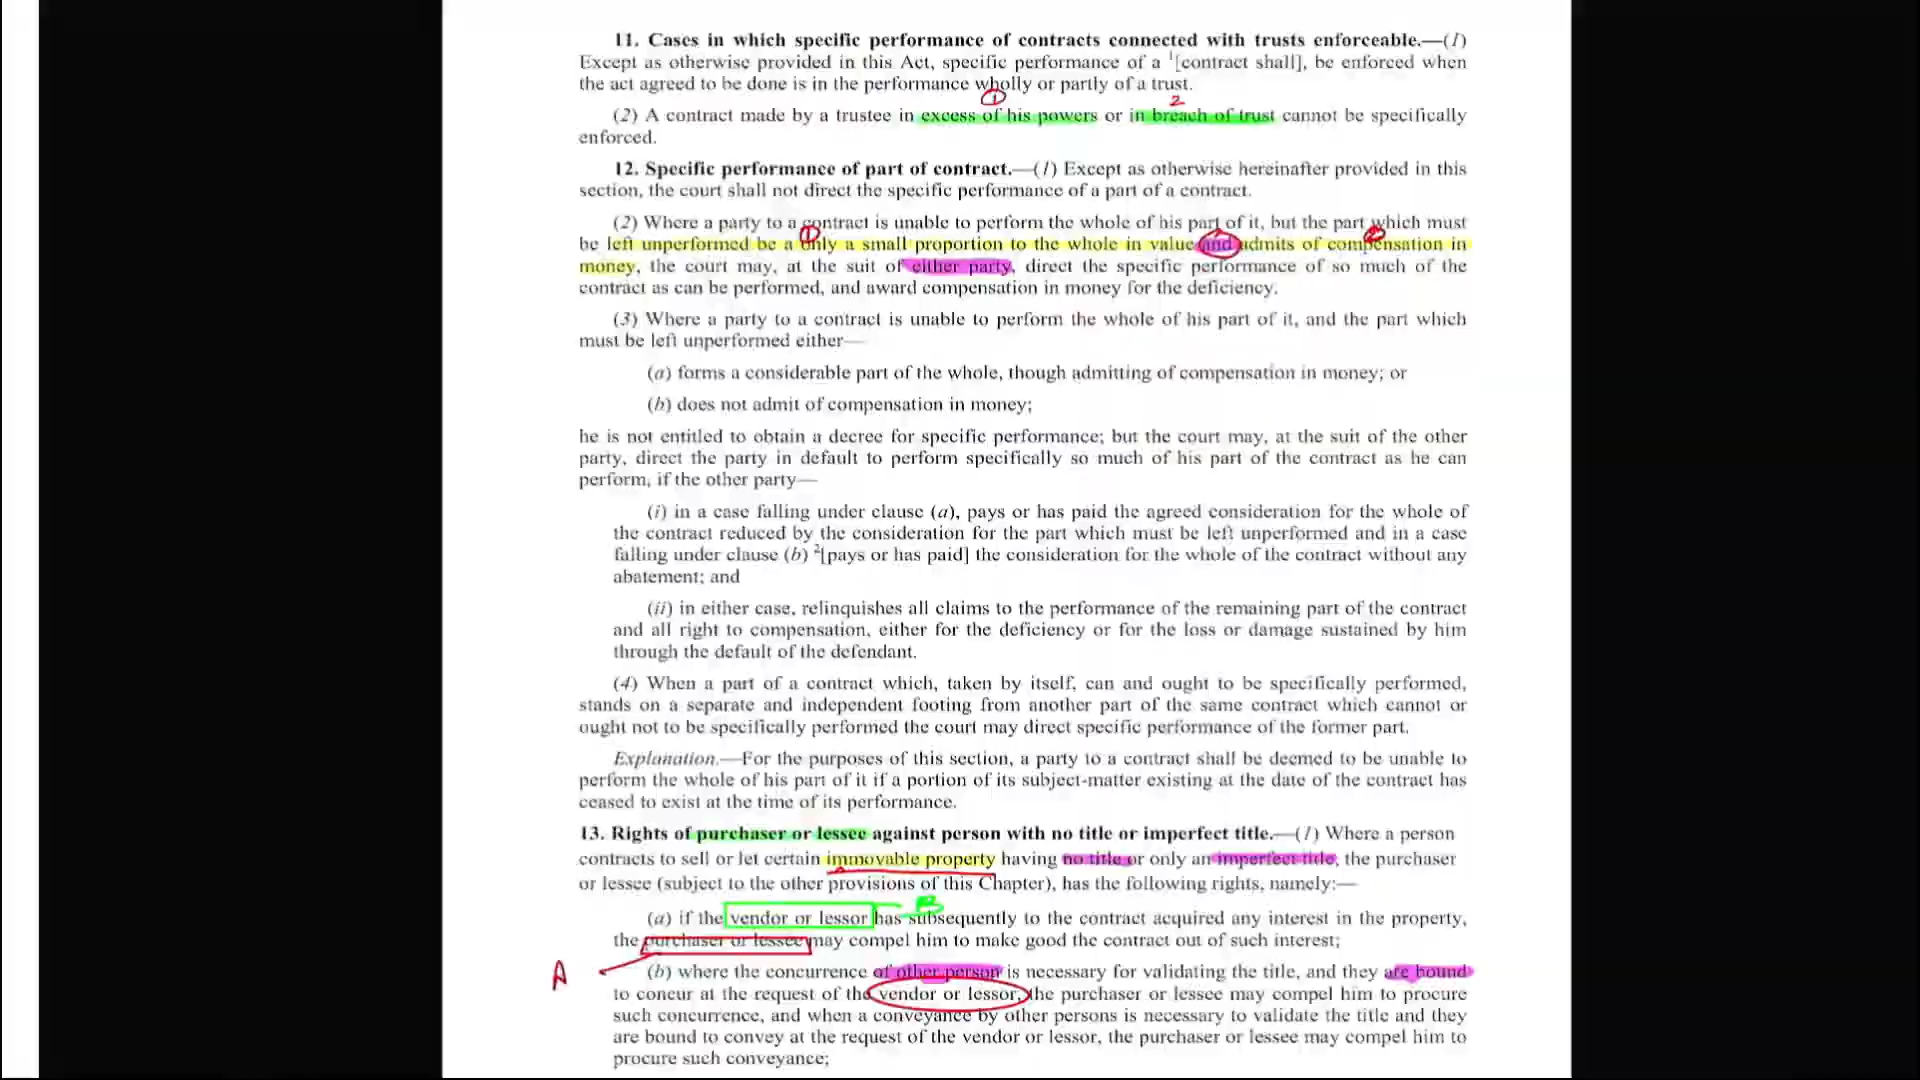 11. Cases in which specific performance of contracts connected with trusts enforceable.—(1)
Except as otherwise provided in this Act, specific performance of a 1[contract shall], be enforced when
the act agreed to be done is in the performance wholly or partly of a trust.
1 2
(2) A contract made by a trustee in excess of his powers or in breach of trust cannot be specifically
enforced.
12. Specific performance of part of contract.—(1) Except as otherwise hereinafter provided in this
section, the court shall not direct the specific performance of a part of a contract.
(2) Where a party to a contract is unable to perform the whole of his part of it, but the part which must
be left unperformed be a only a small proportion to the whole in value and admits of compensation in
money, the court may, at the suit of either party, direct the specific performance of so much of the
contract as can be performed, and award compensation in money for the deficiency.
(3) Where a party to a contract is unable to perform the whole of his part of it, and the part which
must be left unperformed either—
(a) forms a considerable part of the whole, though admitting of compensation in money; or
(b) does not admit of compensation in money;
he is not entitled to obtain a decree for specific performance; but the court may, at the suit of the other
party, direct the party in default to perform specifically so much of his part of the contract as he can
perform, if the other party—
(i) in a case falling under clause (a), pays or has paid the agreed consideration for the whole of
the contract reduced by the consideration for the part which must be left unperformed and in a case
falling under clause (b) 2[pays or has paid] the consideration for the whole of the contract without any
abatement; and
(ii) in either case, relinquishes all claims to the performance of the remaining part of the contract
and all right to compensation, either for the deficiency or for the loss or damage sustained by him
through the default of the defendant.
(4) When a part of a contract which, taken by itself, can and ought to be specifically performed,
stands on a separate and independent footing from another part of the same contract which cannot or
ought not to be specifically performed the court may direct specific performance of the former part.
Explanation.—For the purposes of this section, a party to a contract shall be deemed to be unable to
perform the whole of his part of it if a portion of its subject-matter existing at the date of the contract has
ceased to exist at the time of its performance.
13. Rights of purchaser or lessee against person with no title or imperfect title.—(1) Where a person
contracts to sell or let certain immovable property having no title or only an imperfect title, the purchaser
or lessee (subject to the other provisions of this Chapter), has the following rights, namely:—
B
(a) if the vendor or lessor has subsequently to the contract acquired any interest in the property,
the purchaser or lessee may compel him to make good the contract out of such interest;
A
(b) where the concurrence of other person is necessary for validating the title, and they are bound
to concur at the request of the vendor or lessor, the purchaser or lessee may compel him to procure
such concurrence, and when a conveyance by other persons is necessary to validate the title and they
are bound to convey at the request of the vendor or lessor, the purchaser or lessee may compel him to
procure such conveyance;